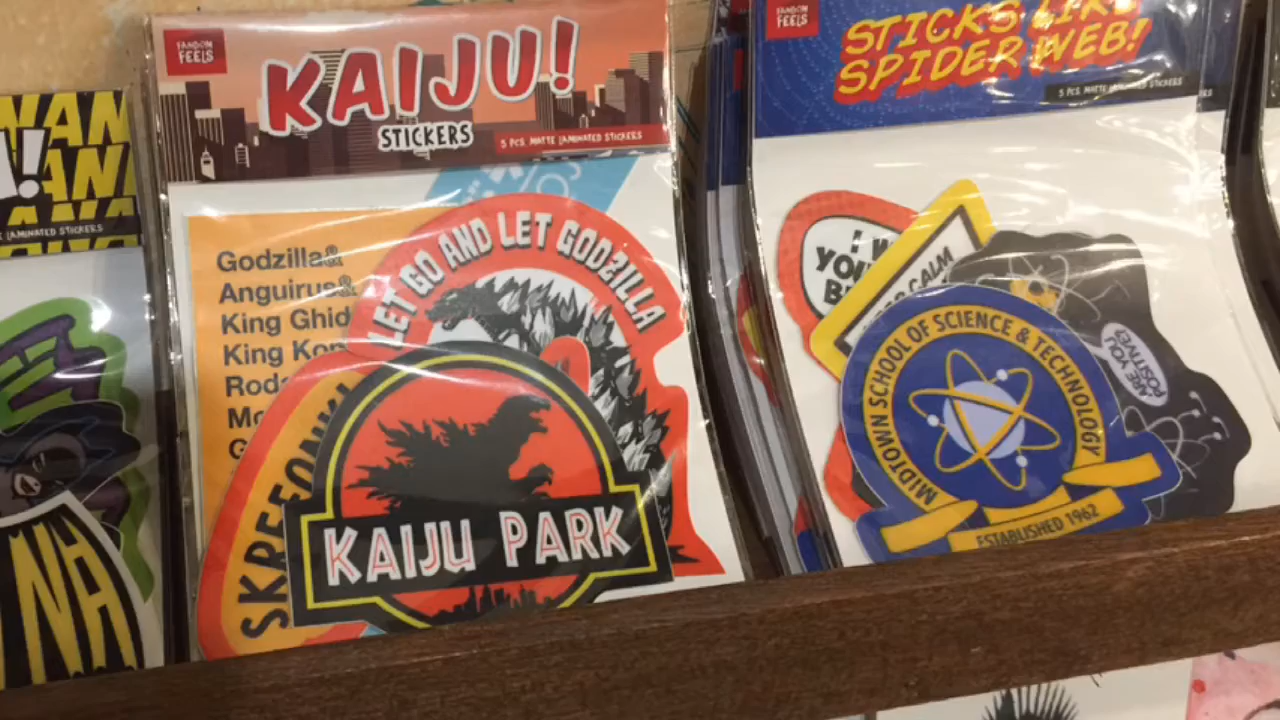 FANDOM
FEELS
KAIJU!
STICKERS
5 PCS. MATTE LAMINATED STICKERS
Godzilla&
Anguirus&
King Ghid
King Kon
Roda
LET GO AND LET GODZILLA
SKREEONK
KAIJU PARK
FANDOM
FEELS
STICKS LIKE
SPIDER WEB!
5 PCS. MATTE LAMINATED STICKERS
CALM
ARE YOU
POSITIVE?
MIDTOWN SCHOOL OF SCIENCE & TECHNOLOGY
ESTABLISHED 1962
LAMINATED STICKERS